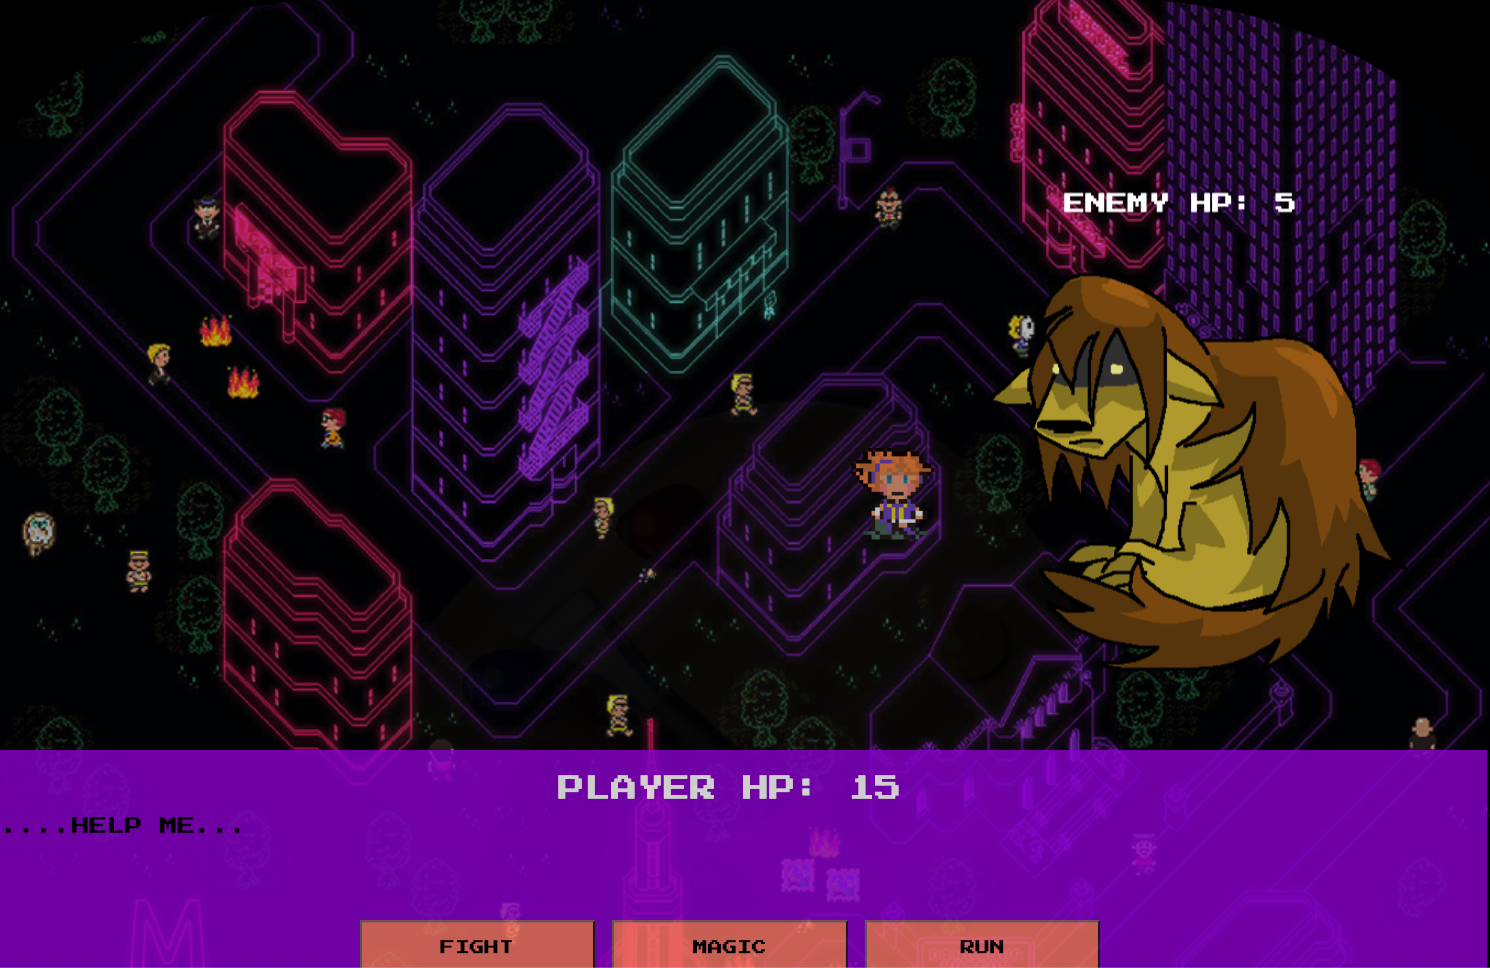 ENEMY HP: 5
PLAYER HP: 15
....HELP ME...
FIGHT
MAGIC
RUN